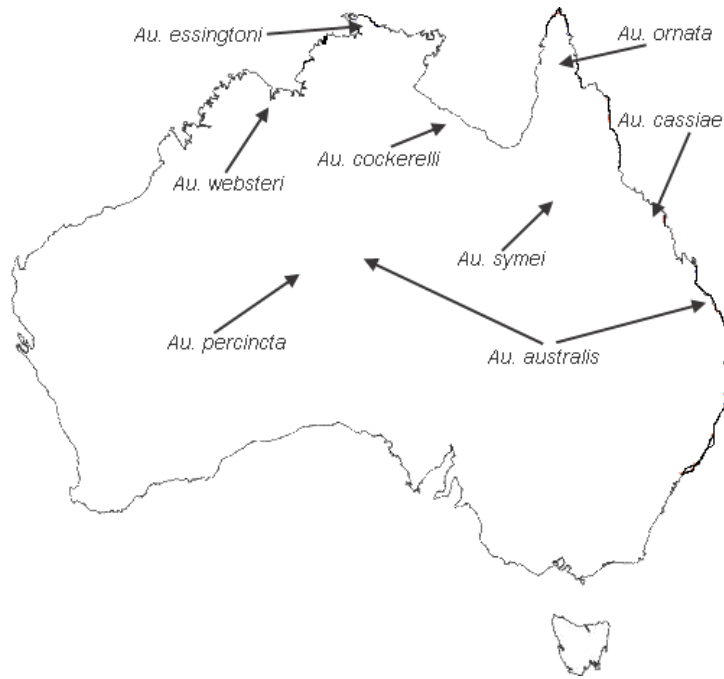 Au. essingtoni
Au. ornata
Au. cassiae
Au. cockerelli
Au. websteri
Au. symei
Au. percincta
Au. australis